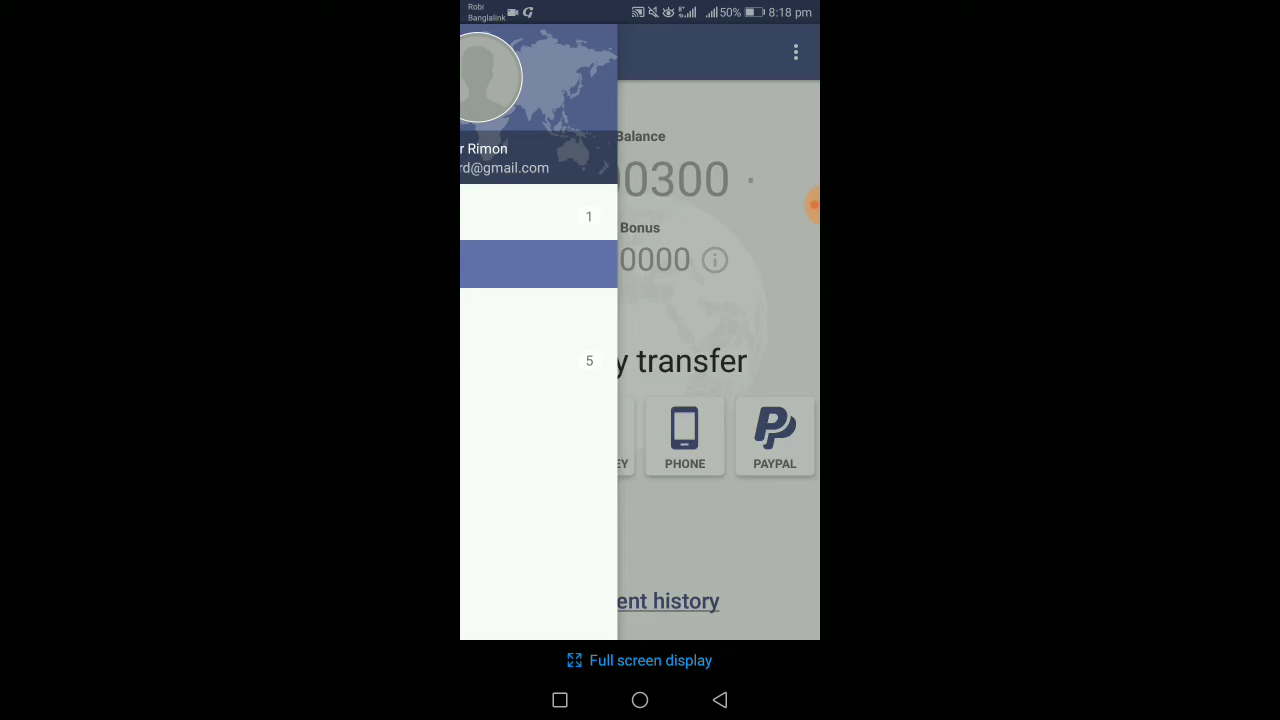 Robi
Banglalink
50% 8:18 pm
r Rimon
rd@gmail.com
1
5
Balance
00300
Bonus
0000
y transfer
EY
PHONE
PAYPAL
ent history
Full screen display